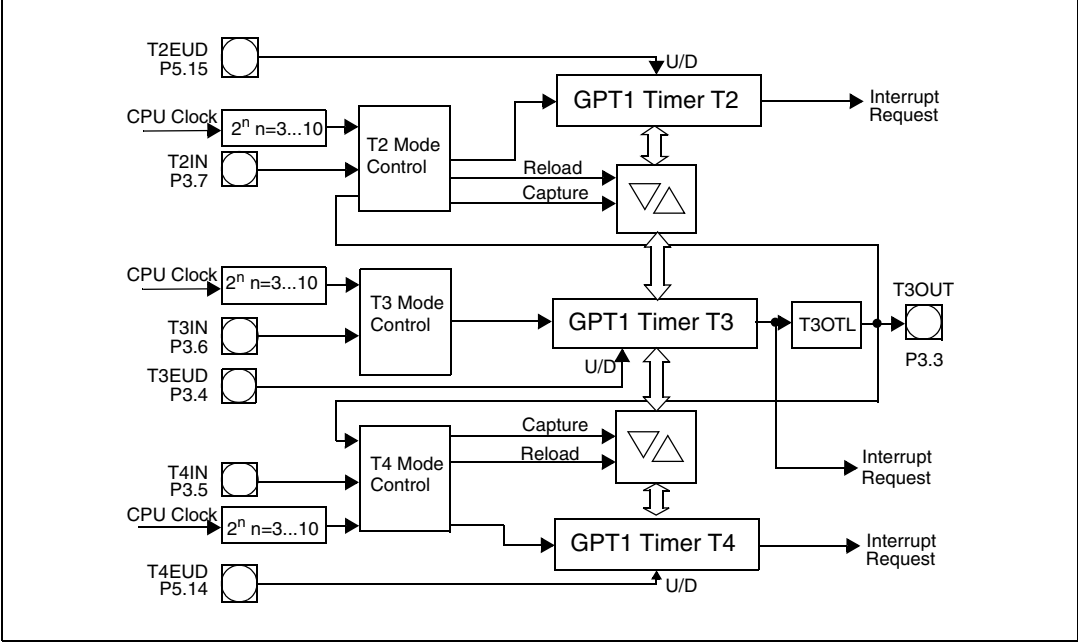 T2EUD
P5.15
U/D
GPT1 Timer T2
Interrupt
Request
CPU Clock
2ⁿ n=3...10
T2 Mode
Control
T2IN
P3.7
Reload
Capture
CPU Clock
2ⁿ n=3...10
T3 Mode
Control
T3IN
P3.6
GPT1 Timer T3
T3OTL
T3OUT
P3.3
U/D
T3EUD
P3.4
Capture
Reload
T4 Mode
Control
T4IN
P3.5
Interrupt
Request
CPU Clock
2ⁿ n=3...10
GPT1 Timer T4
Interrupt
Request
T4EUD
P5.14
U/D